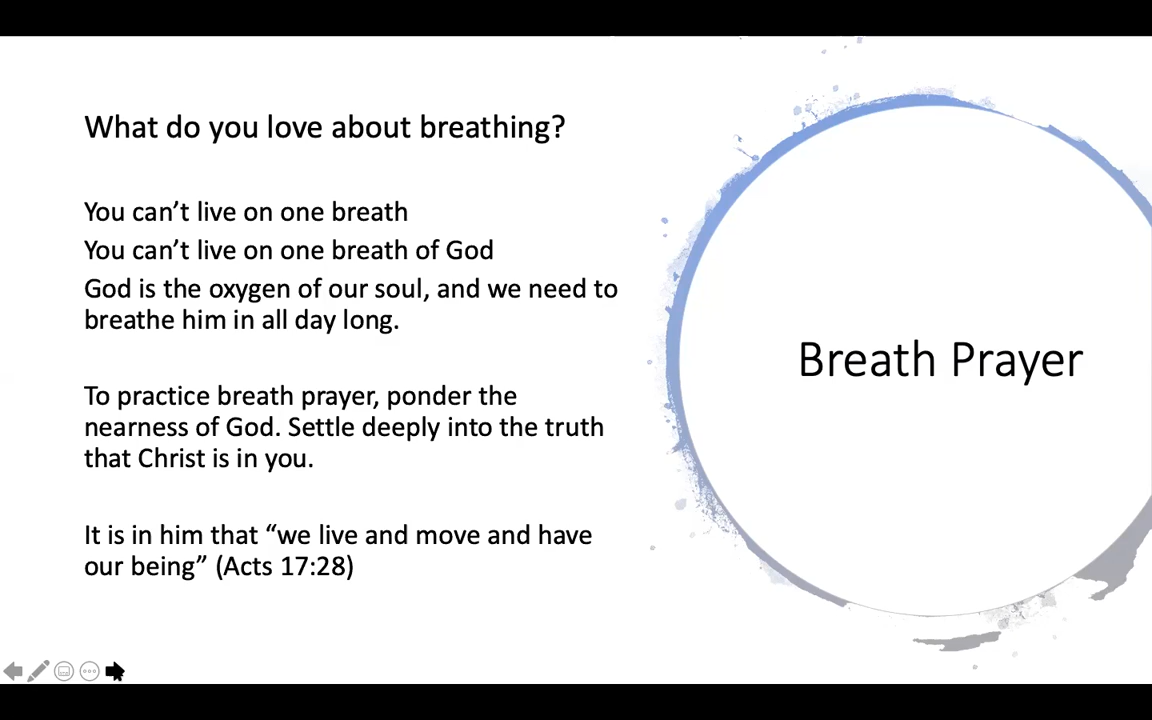 What do you love about breathing?
You can’t live on one breath
You can’t live on one breath of God
God is the oxygen of our soul, and we need to
breathe him in all day long.
To practice breath prayer, ponder the
nearness of God. Settle deeply into the truth
that Christ is in you.
It is in him that “we live and move and have
our being” (Acts 17:28)
Breath Prayer